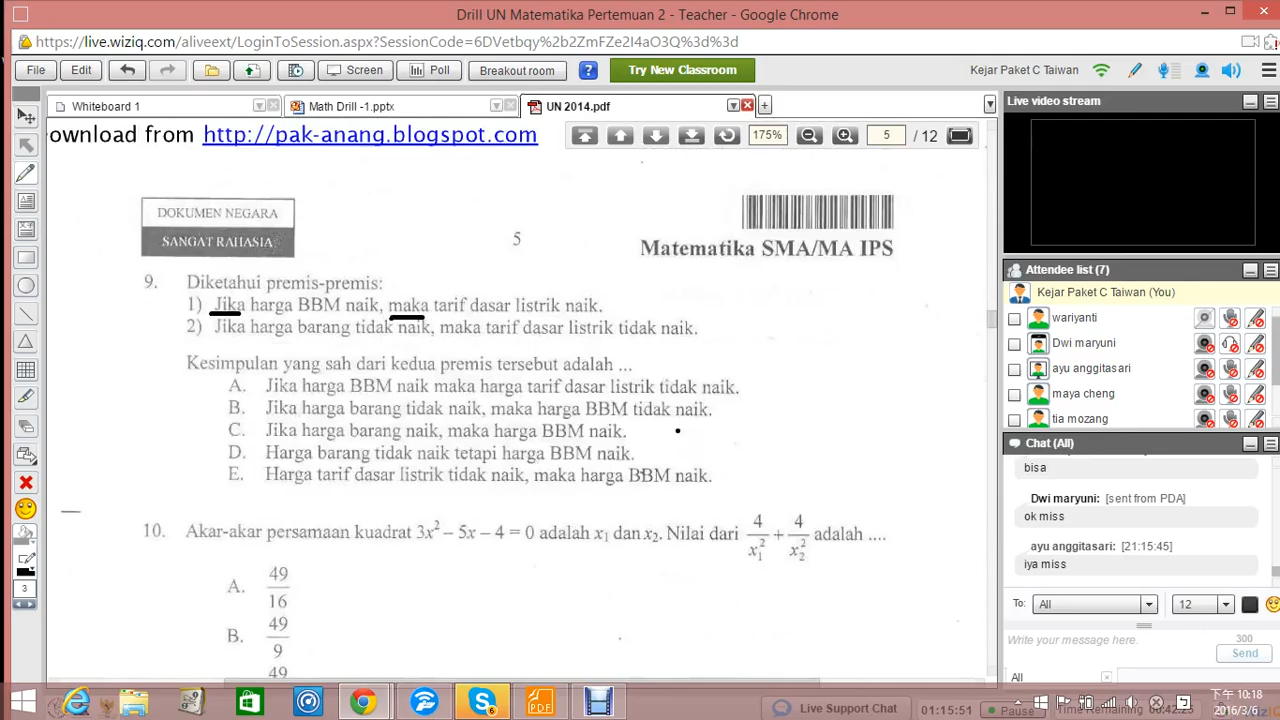 Drill UN Matematika Pertemuan 2 - Teacher - Google Chrome
https://live.wiziq.com/aliveext/LoginToSession.aspx?SessionCode=6DVetbqy%2b2ZmFZe2I4aO3Q%3d%3d
File Edit Screen Poll Breakout room ? Try New Classroom Kejar Paket C Taiwan
Whiteboard 1 Math Drill -1.pptx UN 2014.pdf
ownload from http://pak-anang.blogspot.com 175% 5 / 12
DOKUMEN NEGARA
SANGAT RAHASIA
5
Matematika SMA/MA IPS
9. Diketahui premis-premis:
1) Jika harga BBM naik, maka tarif dasar listrik naik.
2) Jika harga barang tidak naik, maka tarif dasar listrik tidak naik.
Kesimpulan yang sah dari kedua premis tersebut adalah ...
A. Jika harga BBM naik maka harga tarif dasar listrik tidak naik.
B. Jika harga barang tidak naik, maka harga BBM tidak naik.
C. Jika harga barang naik, maka harga BBM naik.
D. Harga barang tidak naik tetapi harga BBM naik.
E. Harga tarif dasar listrik tidak naik, maka harga BBM naik.
10. Akar-akar persamaan kuadrat 3x² – 5x – 4 = 0 adalah x₁ dan x₂. Nilai dari 4/x₁² + 4/x₂² adalah ....
A. 49/16
B. 49/9
49
3
Live video stream
Attendee list (7)
Kejar Paket C Taiwan (You)
wariyanti
Dwi maryuni
ayu anggitasari
maya cheng
tia mozang
Chat (All)
bisa
Dwi maryuni: [sent from PDA]
ok miss
ayu anggitasari: [21:15:45]
iya miss
To: All 12
Write your message here... 300
Send
All
Live Support Chat 01:15:51 Pause Time Remaining
下午 10:18
2016/3/6